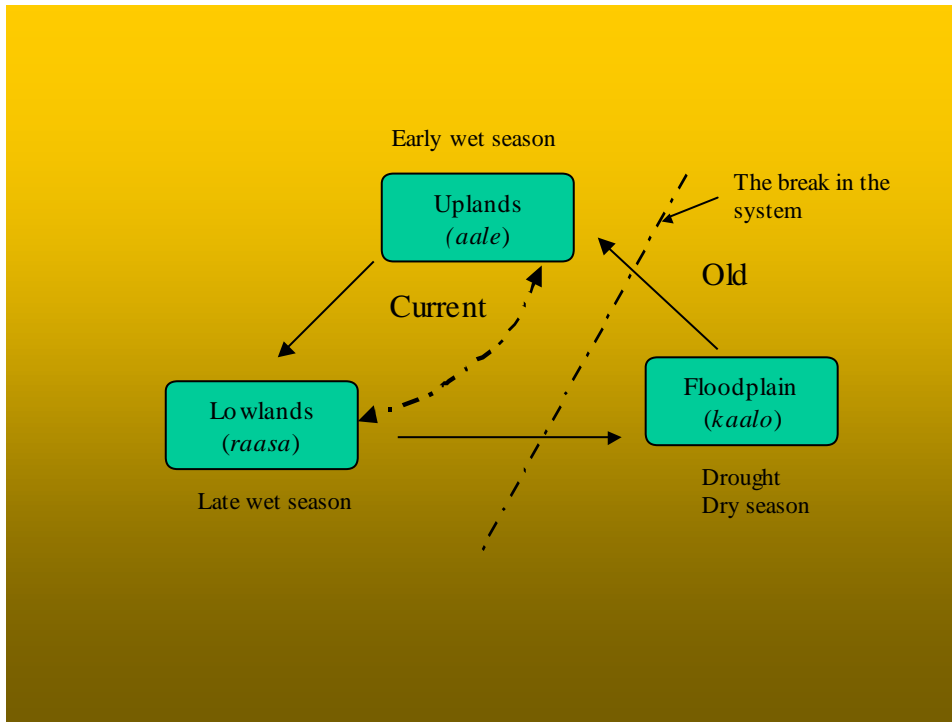 Early wet season
Uplands
(aale)
The break in the
system
Old
Current
Lowlands
(raasa)
Floodplain
(kaalo)
Late wet season
Drought
Dry season